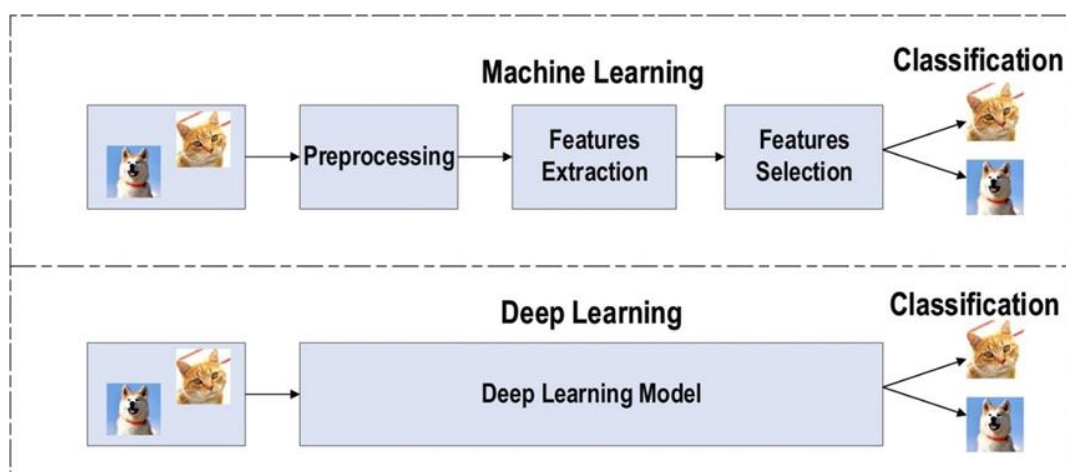 Machine Learning
Classification
Preprocessing
Features
Extraction
Features
Selection
Deep Learning
Classification
Deep Learning Model